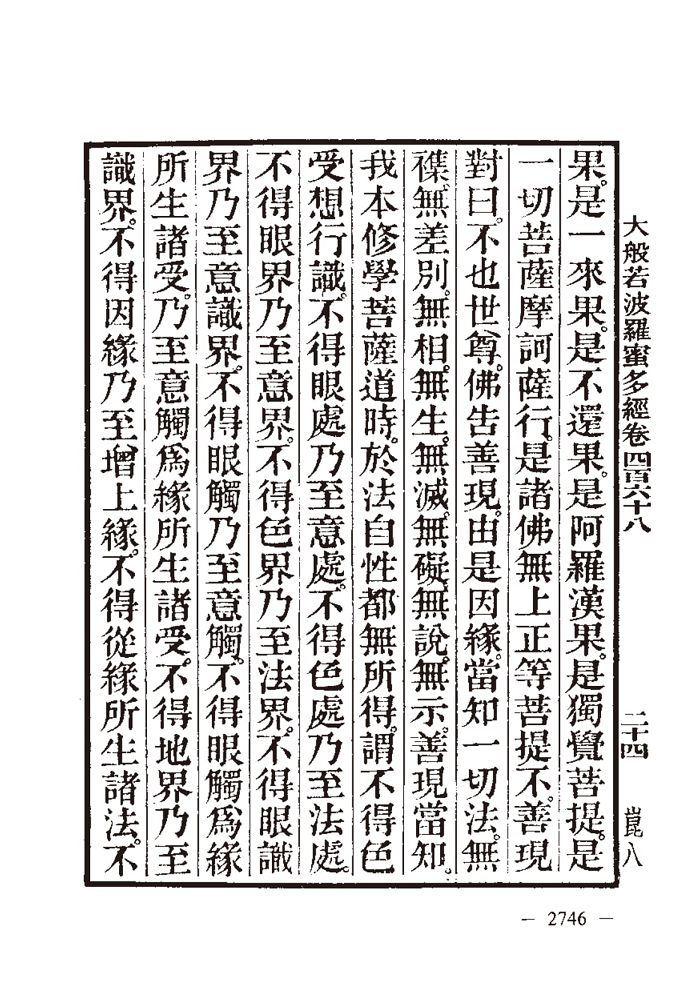 大般若波羅蜜多經卷四百六十八
二十四
崑八
果。是一來果。是不還果。是阿羅漢果。是獨覺菩提。是
一切菩薩摩訶薩行。是諸佛無上正等菩提不。善現
對曰。不也世尊。佛告善現。由是因緣。當知一切法。無
襍無差別。無相。無生。無滅。無礙。無說。無示。善現當知。
我本修學菩薩道時。於法自性都無所得。謂不得色
受想行識。不得眼處乃至意處。不得色處乃至法處。
不得眼界乃至意界。不得色界乃至法界。不得眼識
界乃至意識界。不得眼觸乃至意觸。不得眼觸爲緣
所生諸受。乃至意觸爲緣所生諸受。不得地界乃至
識界。不得因緣乃至增上緣。不得從緣所生諸法。不
— 2746 —